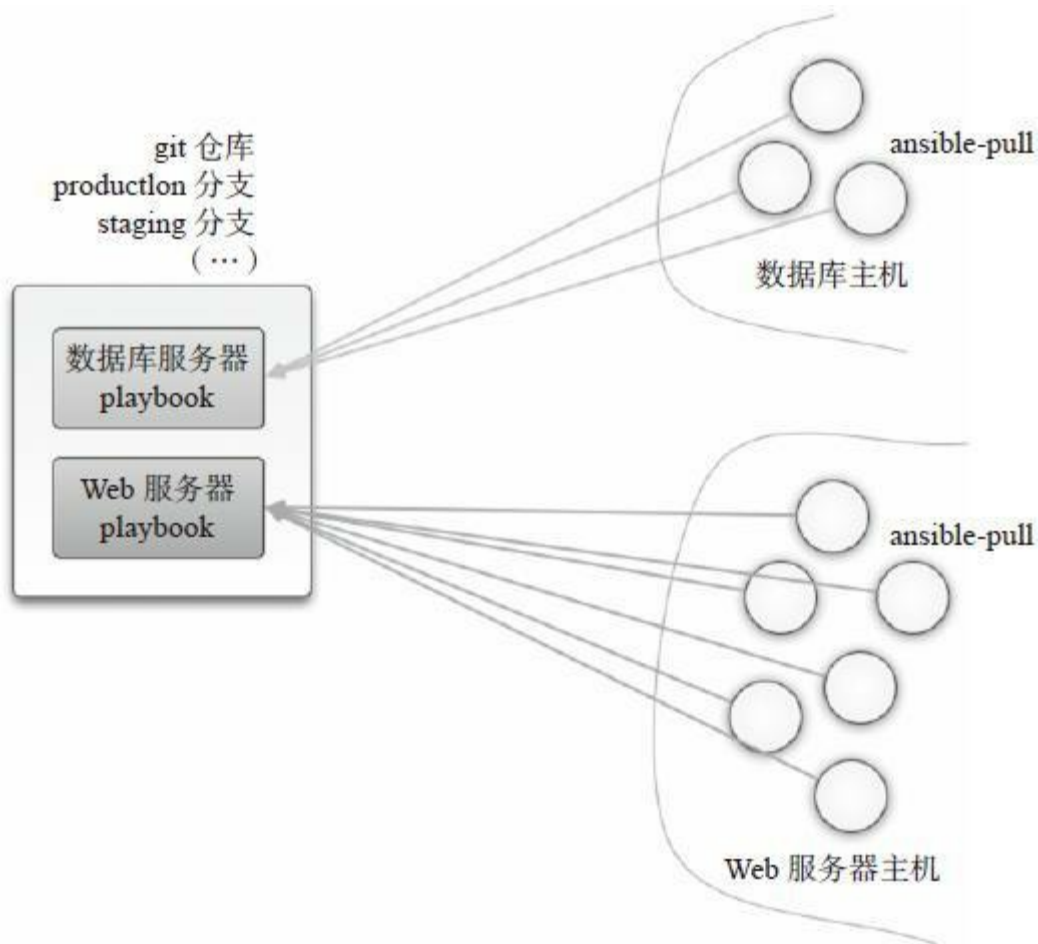 git 仓库
productlon 分支
staging 分支
( … )
数据库服务器
playbook
Web 服务器
playbook
ansible-pull
数据库主机
ansible-pull
Web 服务器主机